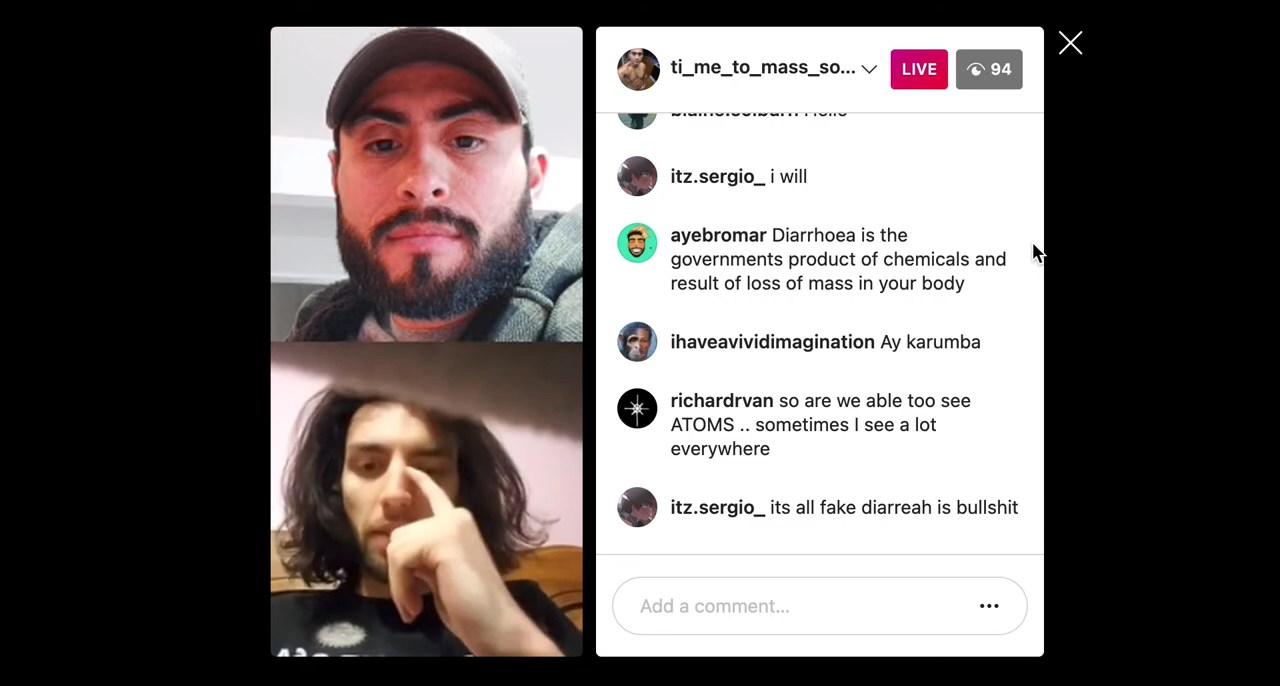 ti_me_to_mass_so...
LIVE
94
itz.sergio_ i will
ayebromar Diarrhoea is the
governments product of chemicals and
result of loss of mass in your body
ihaveavividimagination Ay karumba
richardrvan so are we able too see
ATOMS .. sometimes I see a lot
everywhere
itz.sergio_ its all fake diarreah is bullshit
Add a comment...